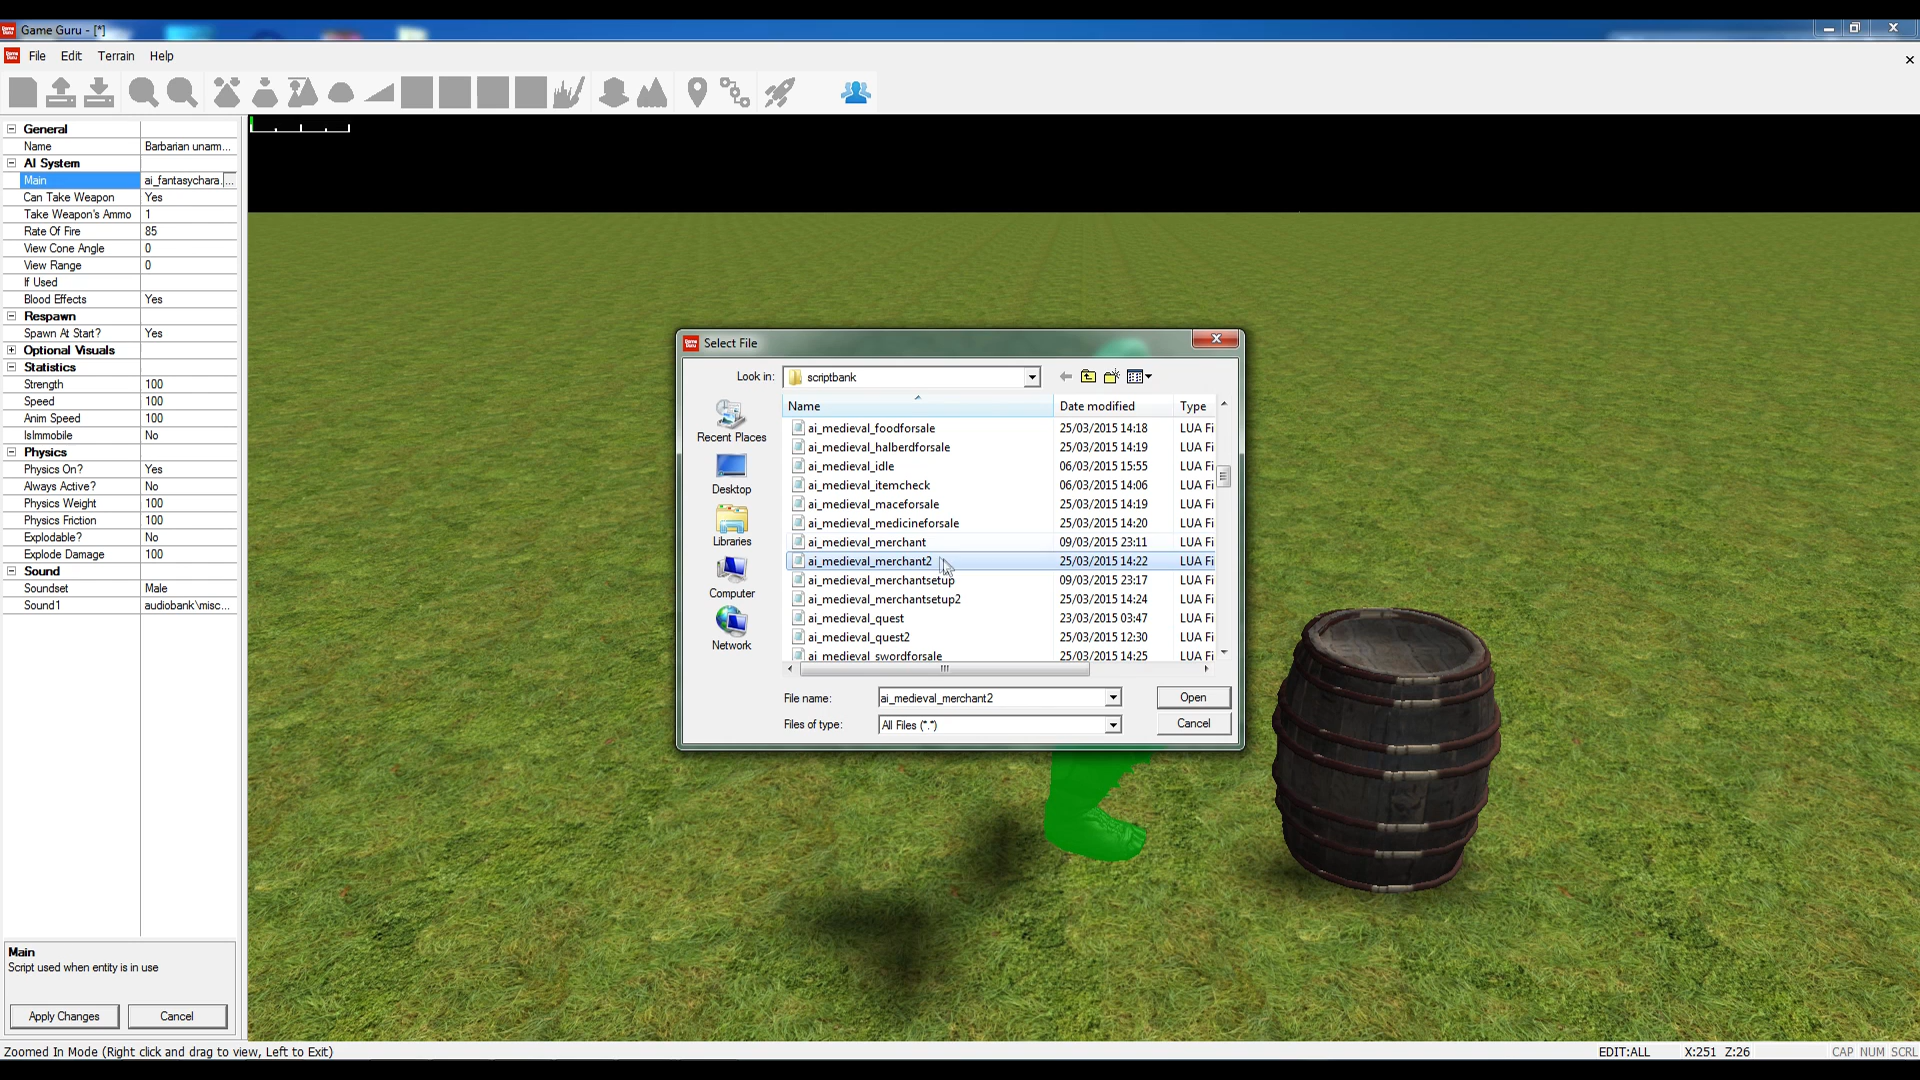 Game Guru - [*]
File Edit Terrain Help
General
Name Barbarian unarm...
AI System
Main ai_fantasychara. ...
Can Take Weapon Yes
Take Weapon's Ammo 1
Rate Of Fire 85
View Cone Angle 0
View Range 0
If Used
Blood Effects Yes
Respawn
Spawn At Start? Yes
Optional Visuals
Statistics
Strength 100
Speed 100
Anim Speed 100
IsImmobile No
Physics
Physics On? Yes
Always Active? No
Physics Weight 100
Physics Friction 100
Explodable? No
Explode Damage 100
Sound
Soundset Male
Sound1 audiobank\misc...
Main
Script used when entity is in use
Apply Changes Cancel
Select File
Look in: scriptbank
Recent Places
Desktop
Libraries
Computer
Network
Name Date modified Type
ai_medieval_foodforsale 25/03/2015 14:18 LUA Fi
ai_medieval_halberdforsale 25/03/2015 14:19 LUA Fi
ai_medieval_idle 06/03/2015 15:55 LUA Fi
ai_medieval_itemcheck 06/03/2015 14:06 LUA Fi
ai_medieval_maceforsale 25/03/2015 14:19 LUA Fi
ai_medieval_medicineforsale 25/03/2015 14:20 LUA Fi
ai_medieval_merchant 09/03/2015 23:11 LUA Fi
ai_medieval_merchant2 25/03/2015 14:22 LUA Fi
ai_medieval_merchantsetup 09/03/2015 23:17 LUA Fi
ai_medieval_merchantsetup2 25/03/2015 14:24 LUA Fi
ai_medieval_quest 23/03/2015 03:47 LUA Fi
ai_medieval_quest2 25/03/2015 12:30 LUA Fi
ai_medieval_swordforsale 25/03/2015 14:25 LUA Fi
File name: ai_medieval_merchant2 Open
Files of type: All Files (*.*) Cancel
Zoomed In Mode (Right click and drag to view, Left to Exit) EDIT:ALL X:251 Z:26 CAP NUM SCRL